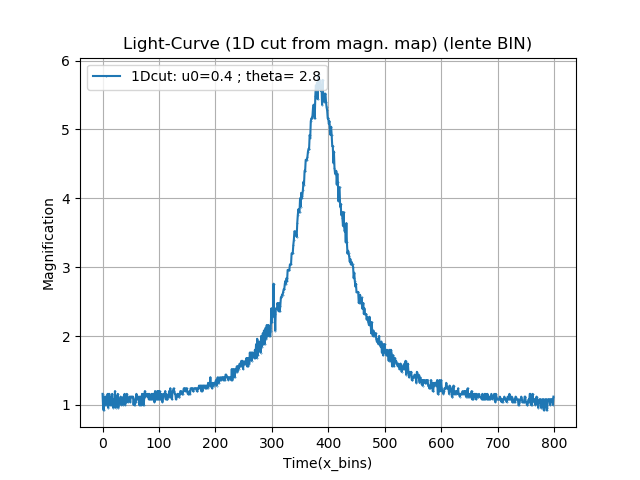 Light-Curve (1D cut from magn. map) (lente BIN)
1Dcut: u0=0.4 ; theta= 2.8
6
5
4
3
2
1
Magnification
0 100 200 300 400 500 600 700 800
Time(x_bins)